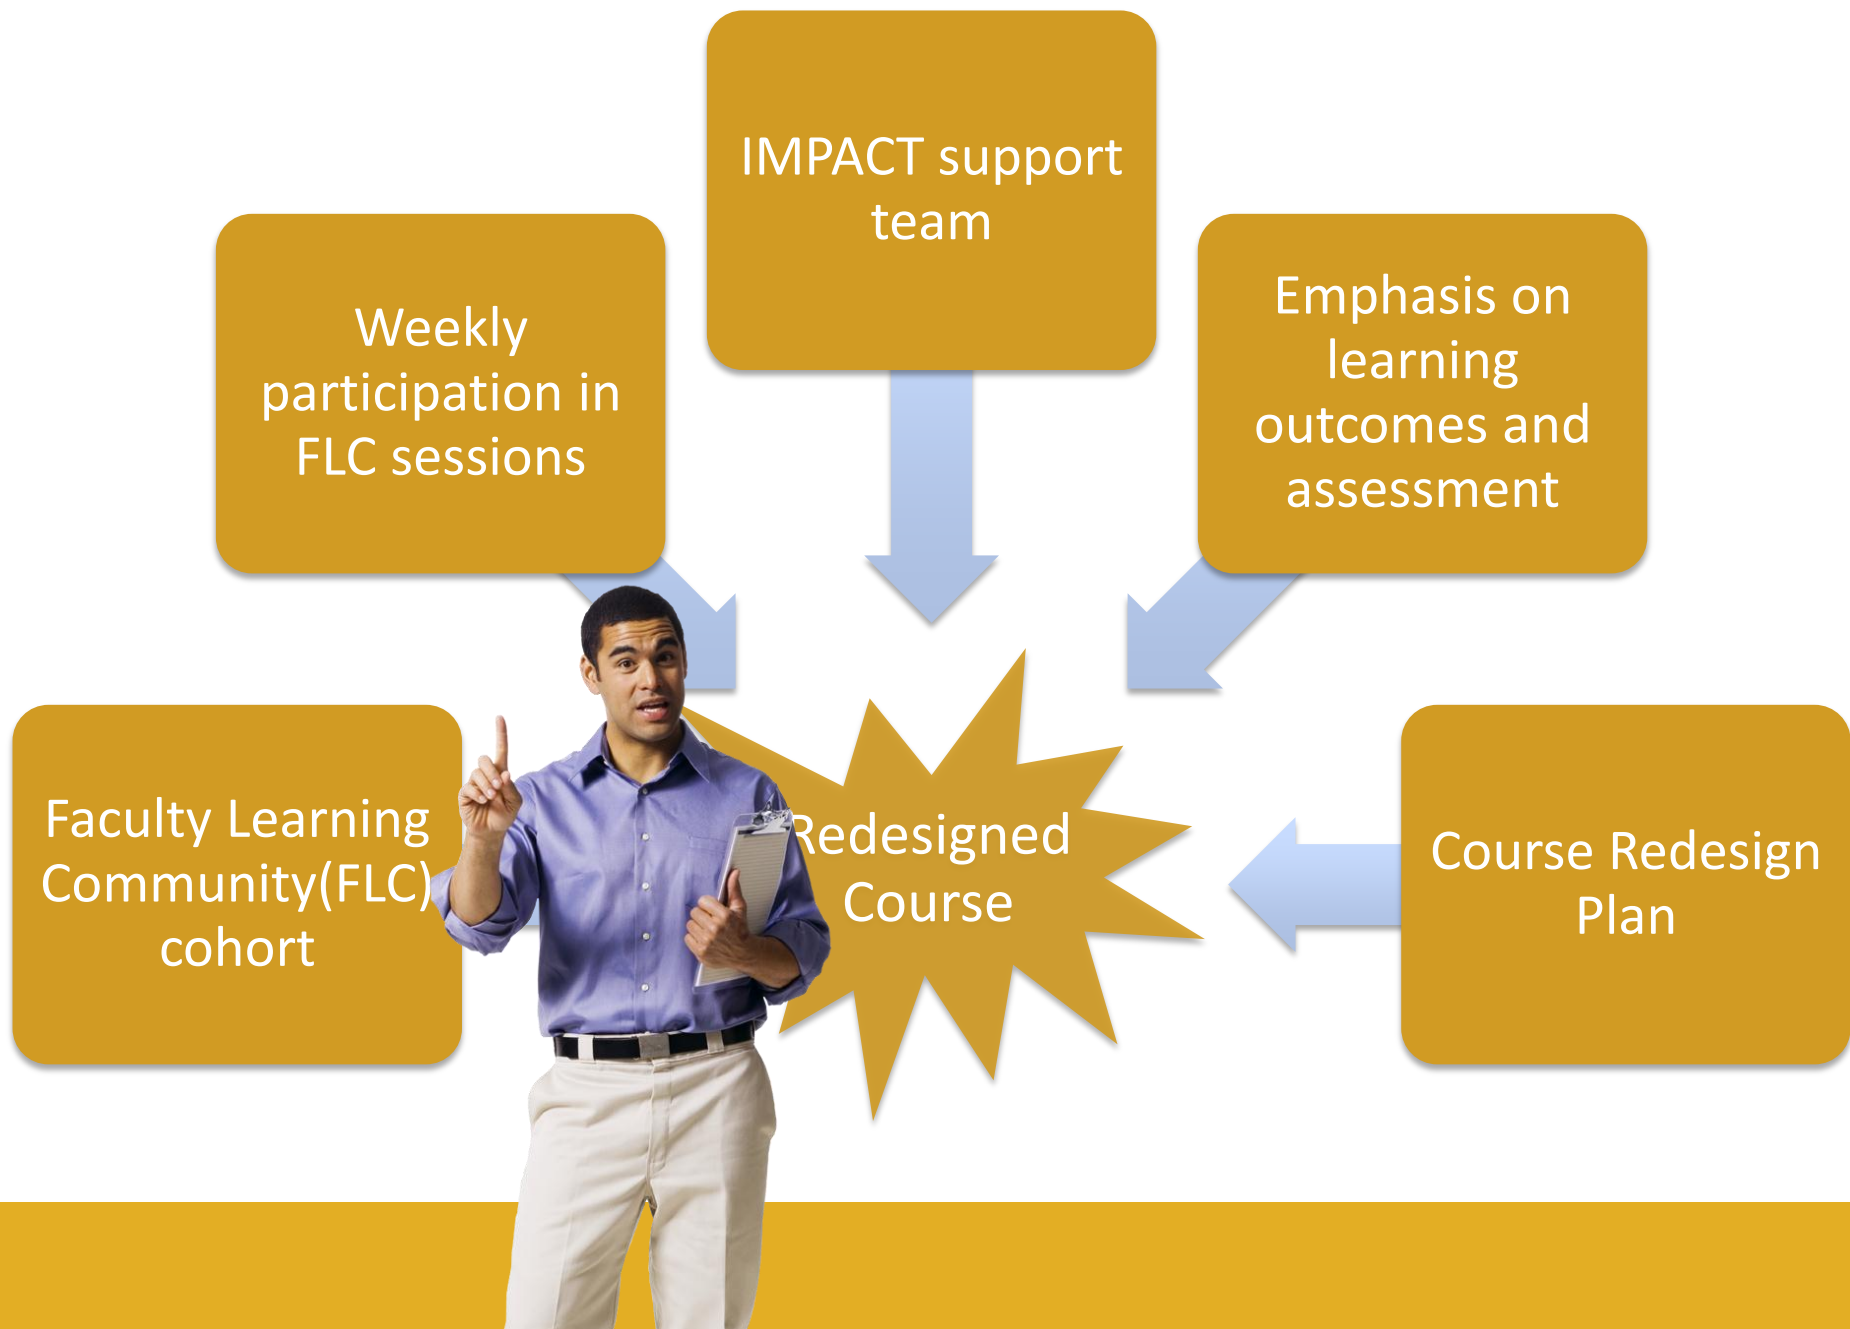 IMPACT support
team
Weekly
participation in
FLC sessions
Emphasis on
learning
outcomes and
assessment
Faculty Learning
Community(FLC)
cohort
Redesigned
Course
Course Redesign
Plan